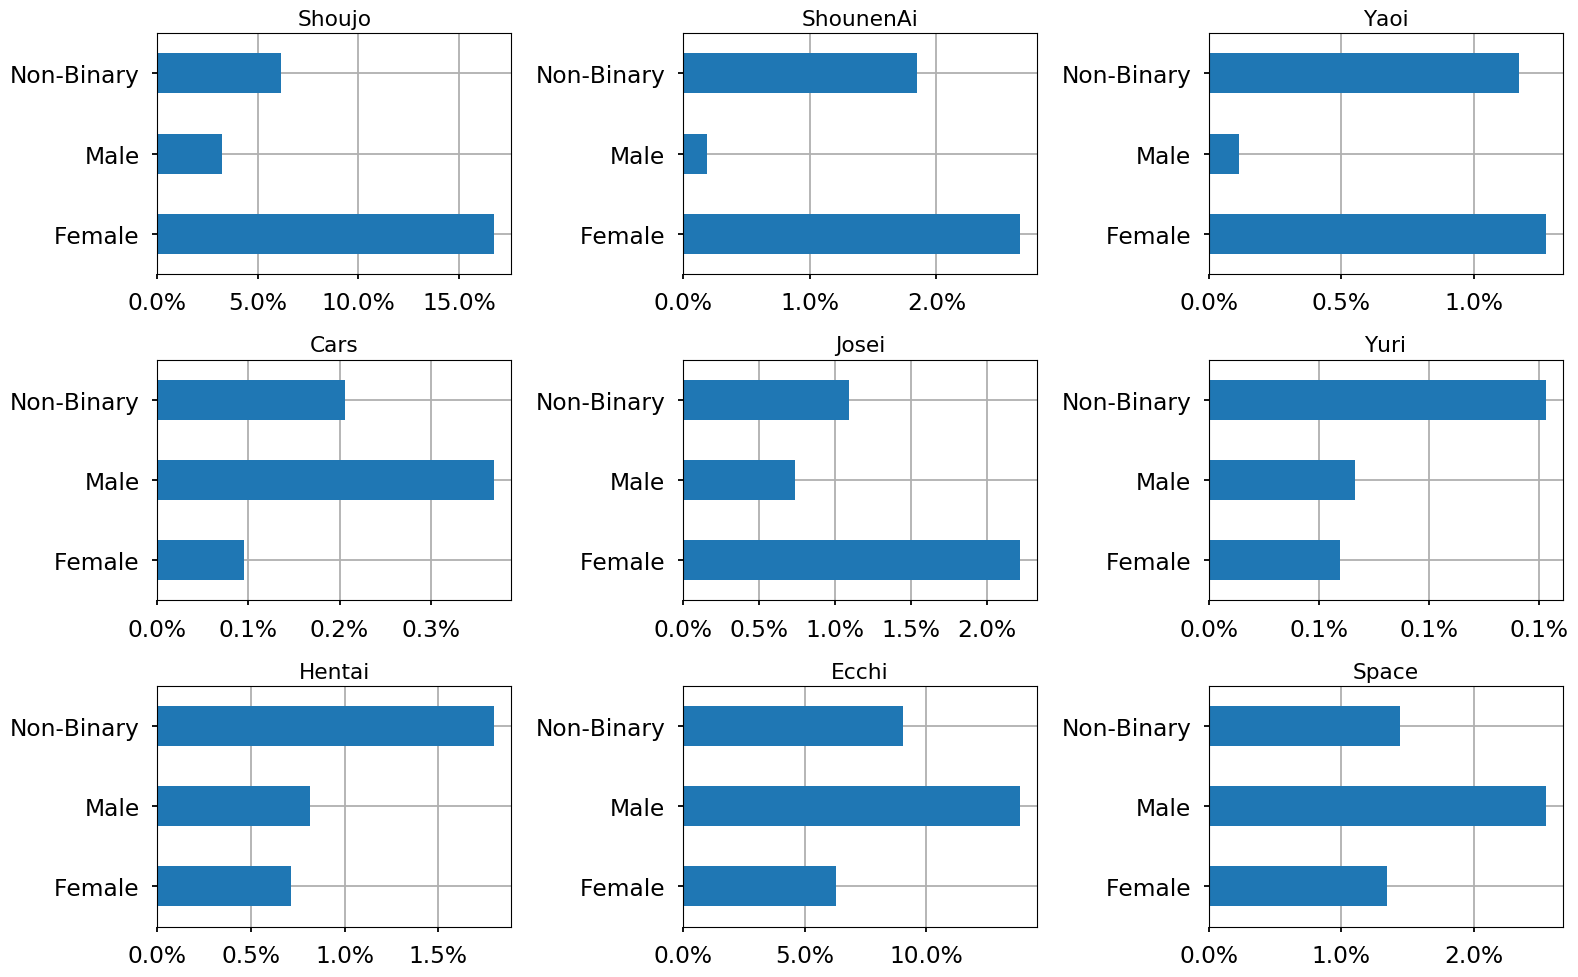 Shoujo
Non-Binary
Male
Female
0.0% 5.0% 10.0% 15.0%
ShounenAi
Non-Binary
Male
Female
0.0% 1.0% 2.0%
Yaoi
Non-Binary
Male
Female
0.0% 0.5% 1.0%
Cars
Non-Binary
Male
Female
0.0% 0.1% 0.2% 0.3%
Josei
Non-Binary
Male
Female
0.0% 0.5% 1.0% 1.5% 2.0%
Yuri
Non-Binary
Male
Female
0.0% 0.1% 0.1% 0.1%
Hentai
Non-Binary
Male
Female
0.0% 0.5% 1.0% 1.5%
Ecchi
Non-Binary
Male
Female
0.0% 5.0% 10.0%
Space
Non-Binary
Male
Female
0.0% 1.0% 2.0%